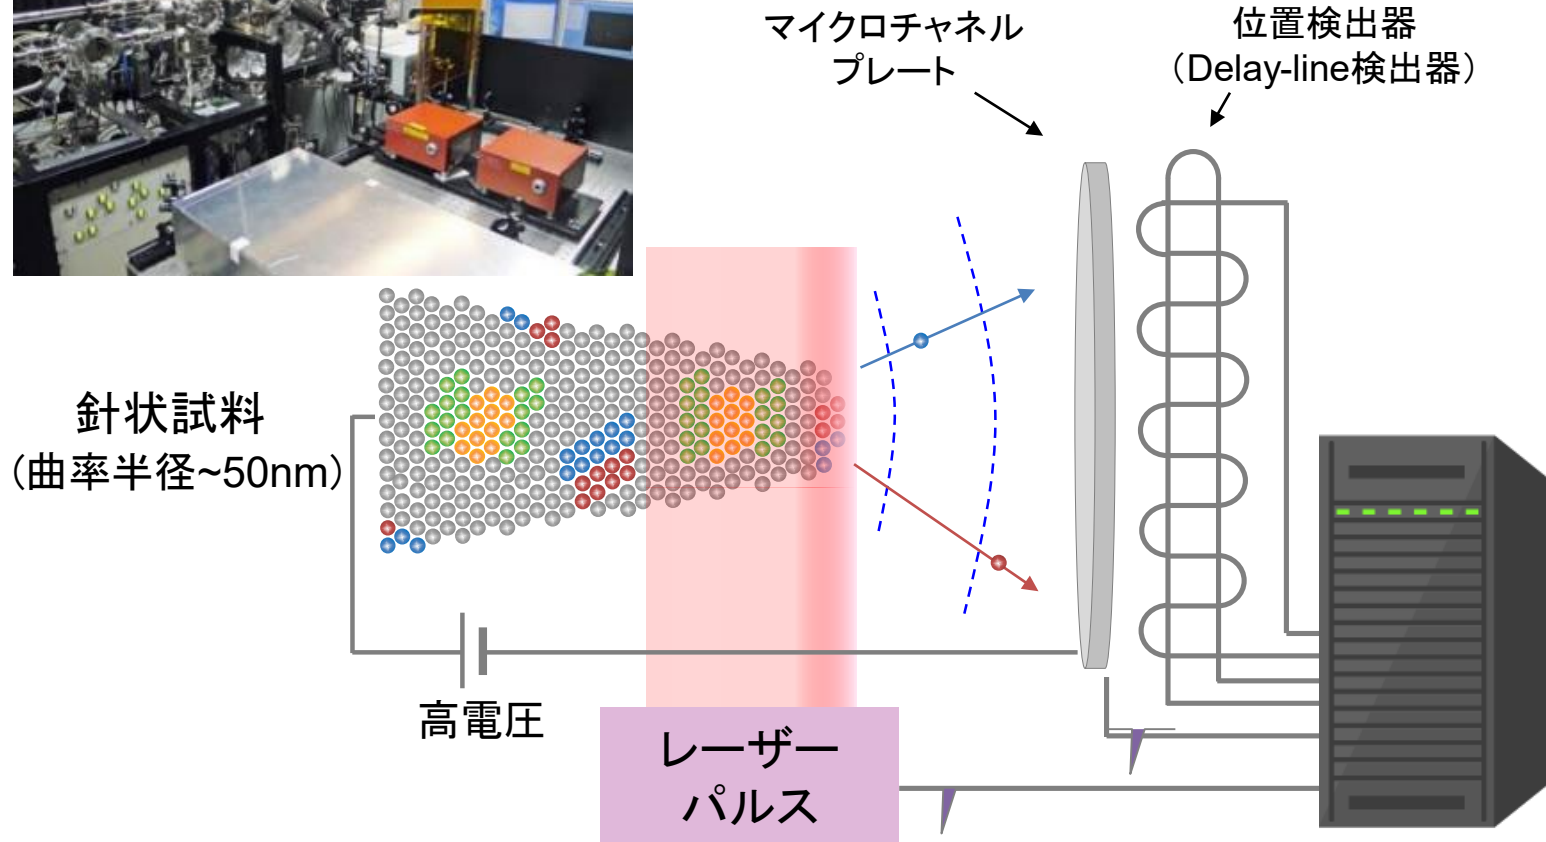 マイクロチャネル
プレート
位置検出器
（Delay-line検出器）
針状試料
（曲率半径~50nm）
高電圧
レーザー
パルス